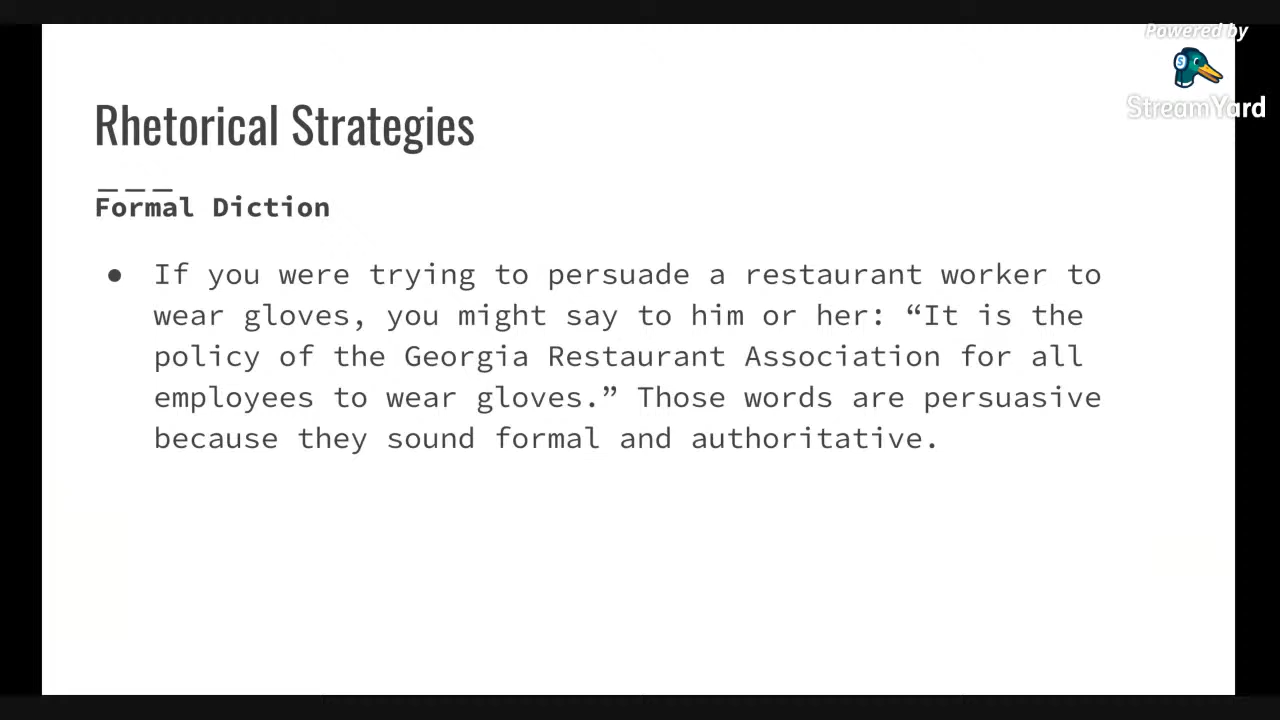 Powered by
StreamYard
Rhetorical Strategies
Formal Diction
● If you were trying to persuade a restaurant worker to
wear gloves, you might say to him or her: “It is the
policy of the Georgia Restaurant Association for all
employees to wear gloves.” Those words are persuasive
because they sound formal and authoritative.